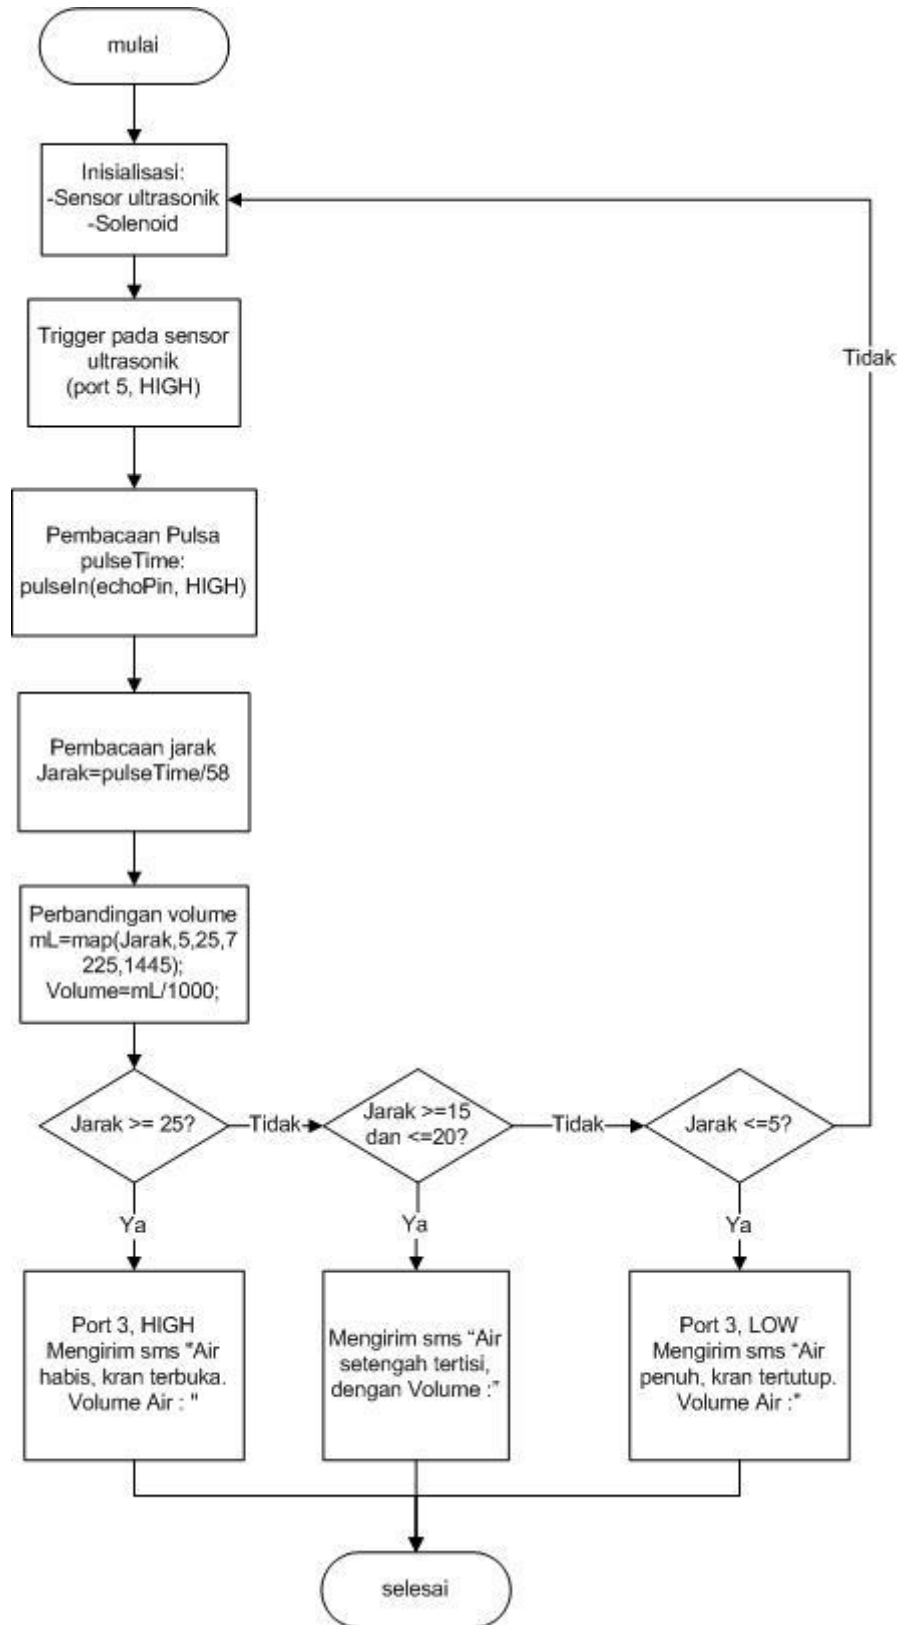 mulai
Inisialisasi:
-Sensor ultrasonik
-Solenoid
Trigger pada sensor
ultrasonik
(port 5, HIGH)
Tidak
Pembacaan Pulsa
pulseTime:
pulseIn(echoPin, HIGH)
Pembacaan jarak
Jarak=pulseTime/58
Perbandingan volume
mL=map(Jarak,5,25,7
225,1445);
Volume=mL/1000;
Jarak >= 25?
Tidak
Jarak >=15
dan <=20?
Tidak
Jarak <=5?
Ya
Ya
Ya
Port 3, HIGH
Mengirim sms "Air
habis, kran terbuka.
Volume Air : "
Mengirim sms “Air
setengah tertisi,
dengan Volume :”
Port 3, LOW
Mengirim sms “Air
penuh, kran tertutup.
Volume Air :”
selesai